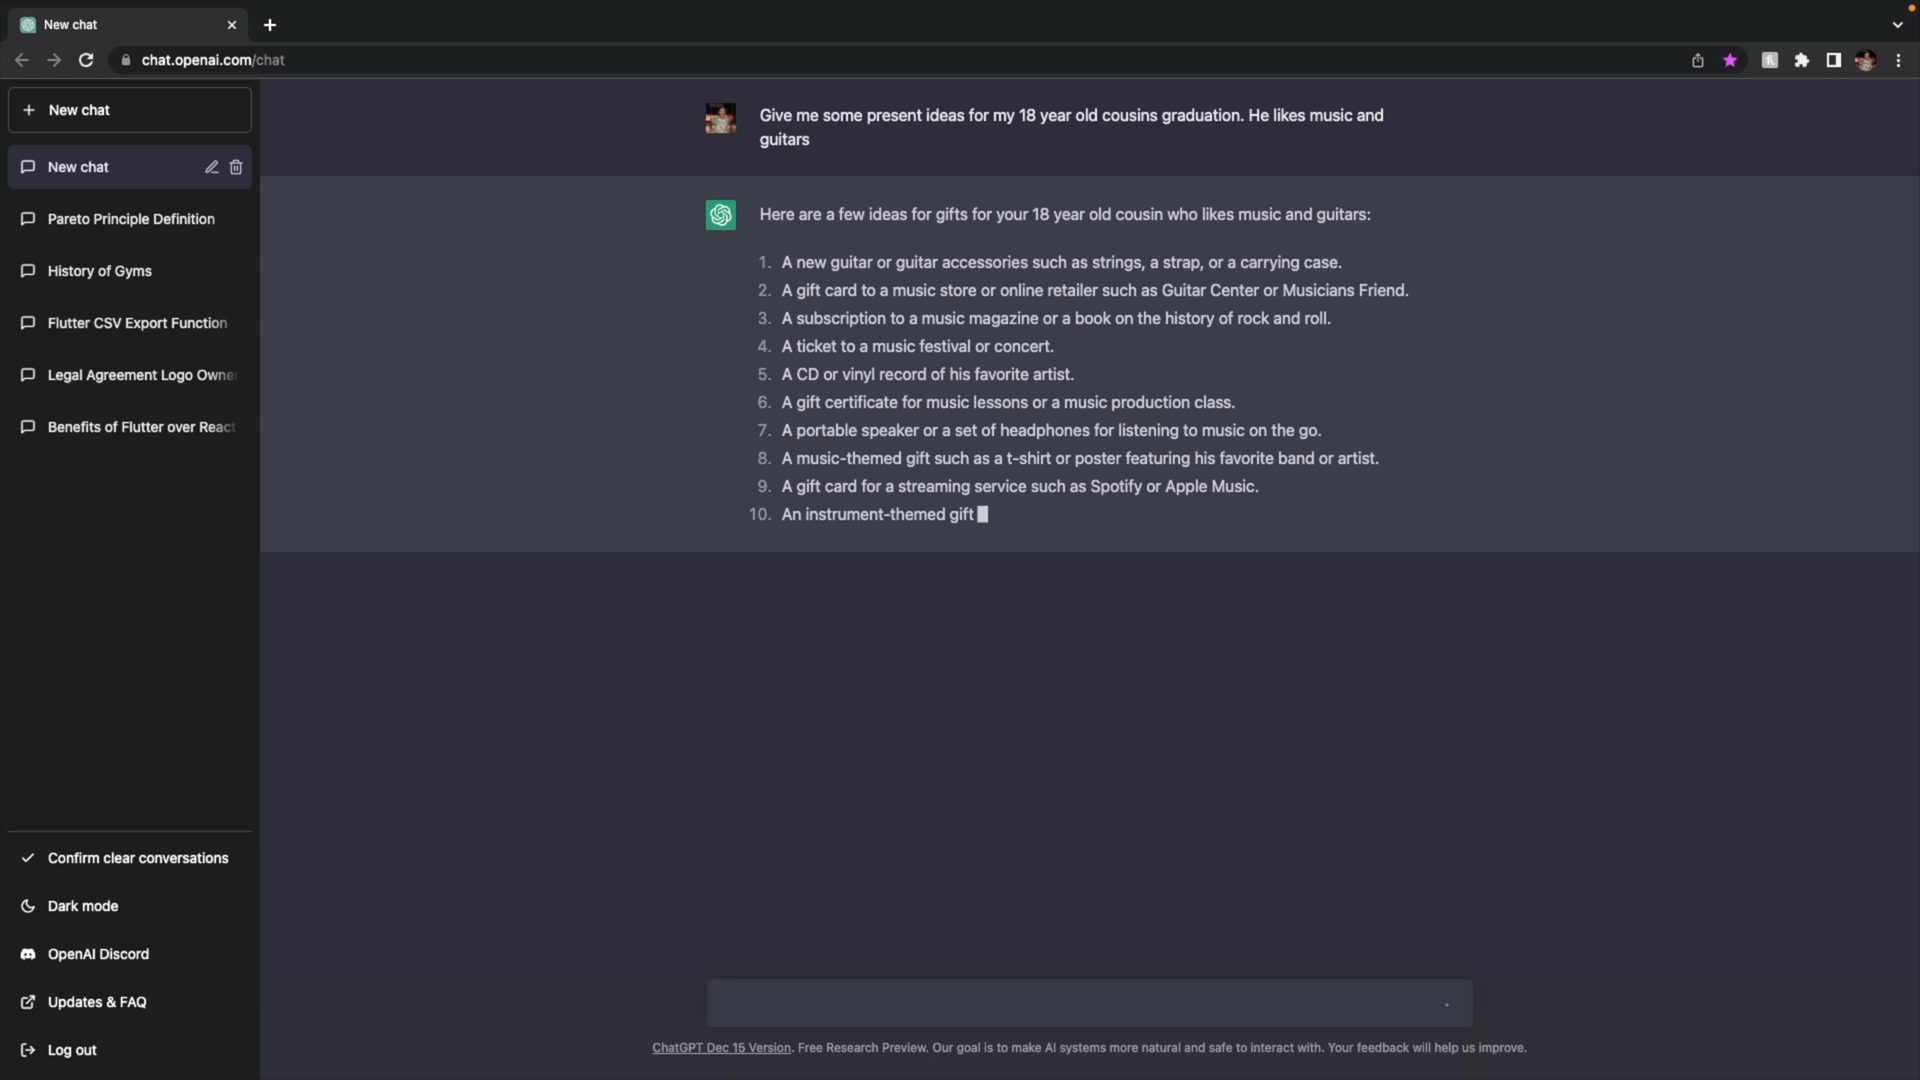 New chat
chat.openai.com/chat
New chat
New chat
Pareto Principle Definition
History of Gyms
Flutter CSV Export Function
Legal Agreement Logo Owner
Benefits of Flutter over React
Confirm clear conversations
Dark mode
OpenAI Discord
Updates & FAQ
Log out
Give me some present ideas for my 18 year old cousins graduation. He likes music and
guitars
Here are a few ideas for gifts for your 18 year old cousin who likes music and guitars:
1. A new guitar or guitar accessories such as strings, a strap, or a carrying case.
2. A gift card to a music store or online retailer such as Guitar Center or Musicians Friend.
3. A subscription to a music magazine or a book on the history of rock and roll.
4. A ticket to a music festival or concert.
5. A CD or vinyl record of his favorite artist.
6. A gift certificate for music lessons or a music production class.
7. A portable speaker or a set of headphones for listening to music on the go.
8. A music-themed gift such as a t-shirt or poster featuring his favorite band or artist.
9. A gift card for a streaming service such as Spotify or Apple Music.
10. An instrument-themed gift
ChatGPT Dec 15 Version. Free Research Preview. Our goal is to make AI systems more natural and safe to interact with. Your feedback will help us improve.